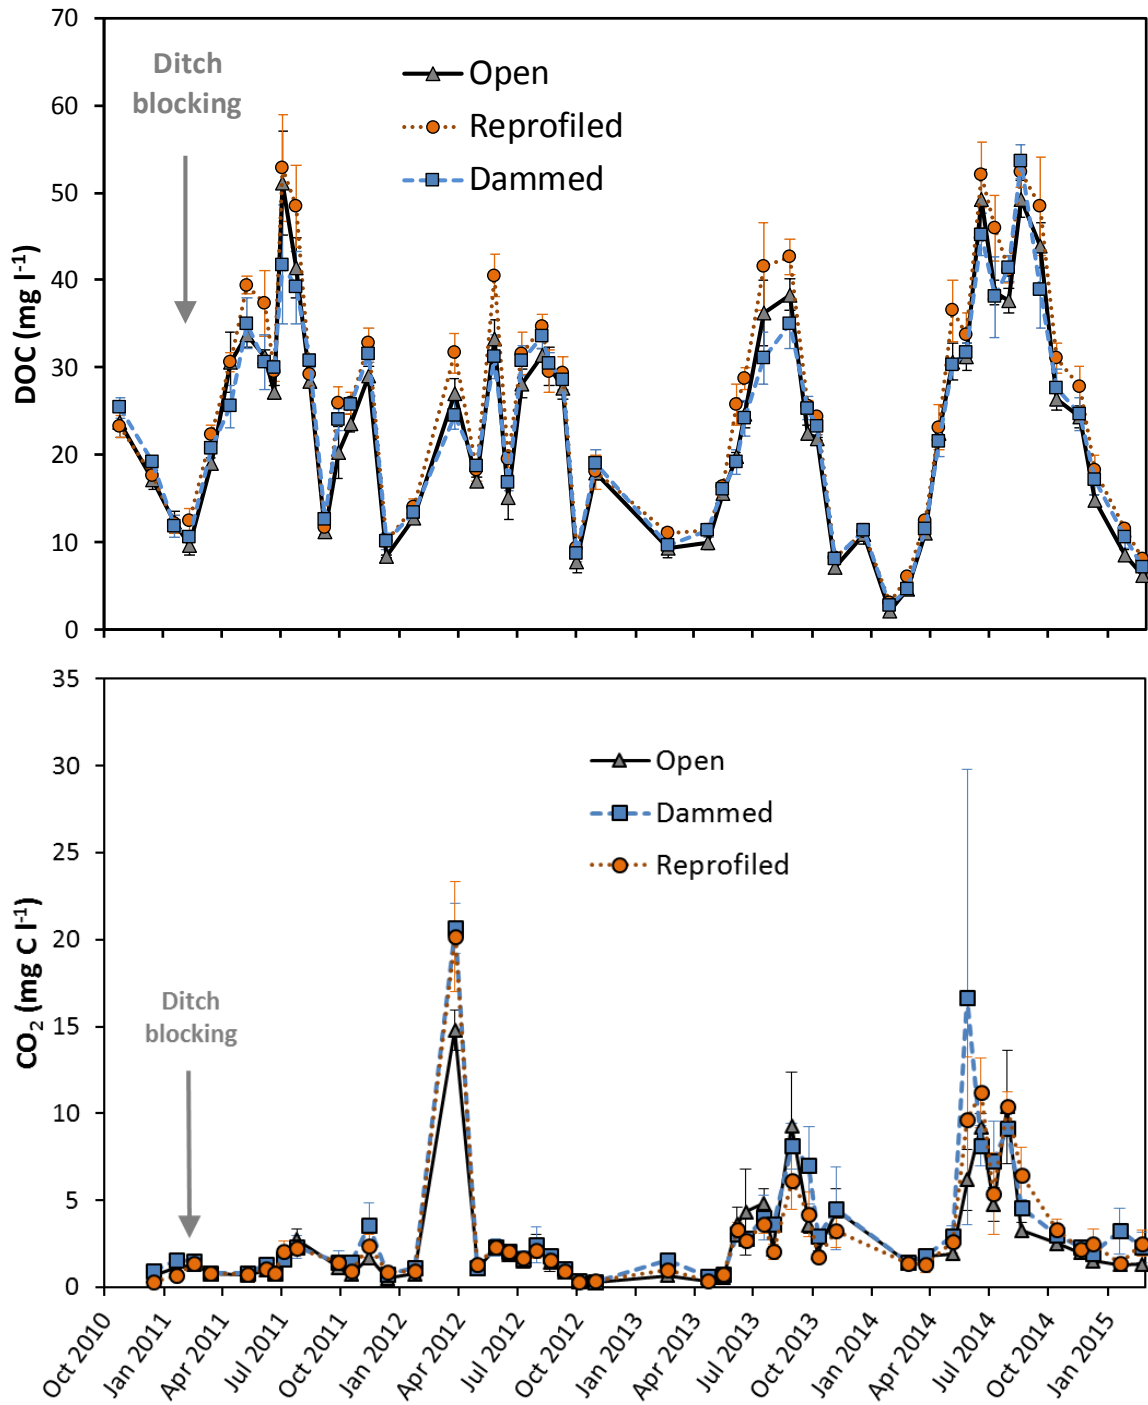 70
60
50
40
30
20
10
0
DOC (mg l⁻¹)
Ditch
blocking
Open
Reprofiled
Dammed
35
30
25
20
15
10
5
0
CO₂ (mg C l⁻¹)
Ditch
blocking
Open
Dammed
Reprofiled
Oct 2010
Jan 2011
Apr 2011
Jul 2011
Oct 2011
Jan 2012
Apr 2012
Jul 2012
Oct 2012
Jan 2013
Apr 2013
Jul 2013
Oct 2013
Jan 2014
Apr 2014
Jul 2014
Oct 2014
Jan 2015